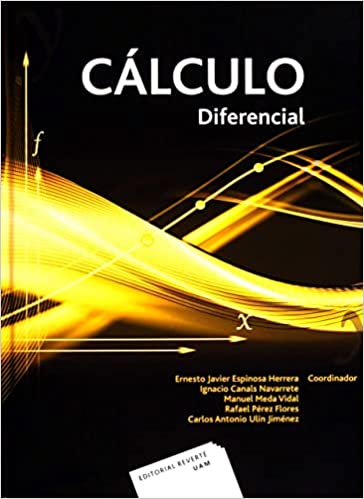 CÁLCULO
Diferencial
f
x
Ernesto Javier Espinosa Herrera Coordinador
Ignacio Canals Navarrete
Manuel Meda Vidal
Rafael Pérez Flores
Carlos Antonio Ulín Jiménez
EDITORIAL REVERTÉ
UAM